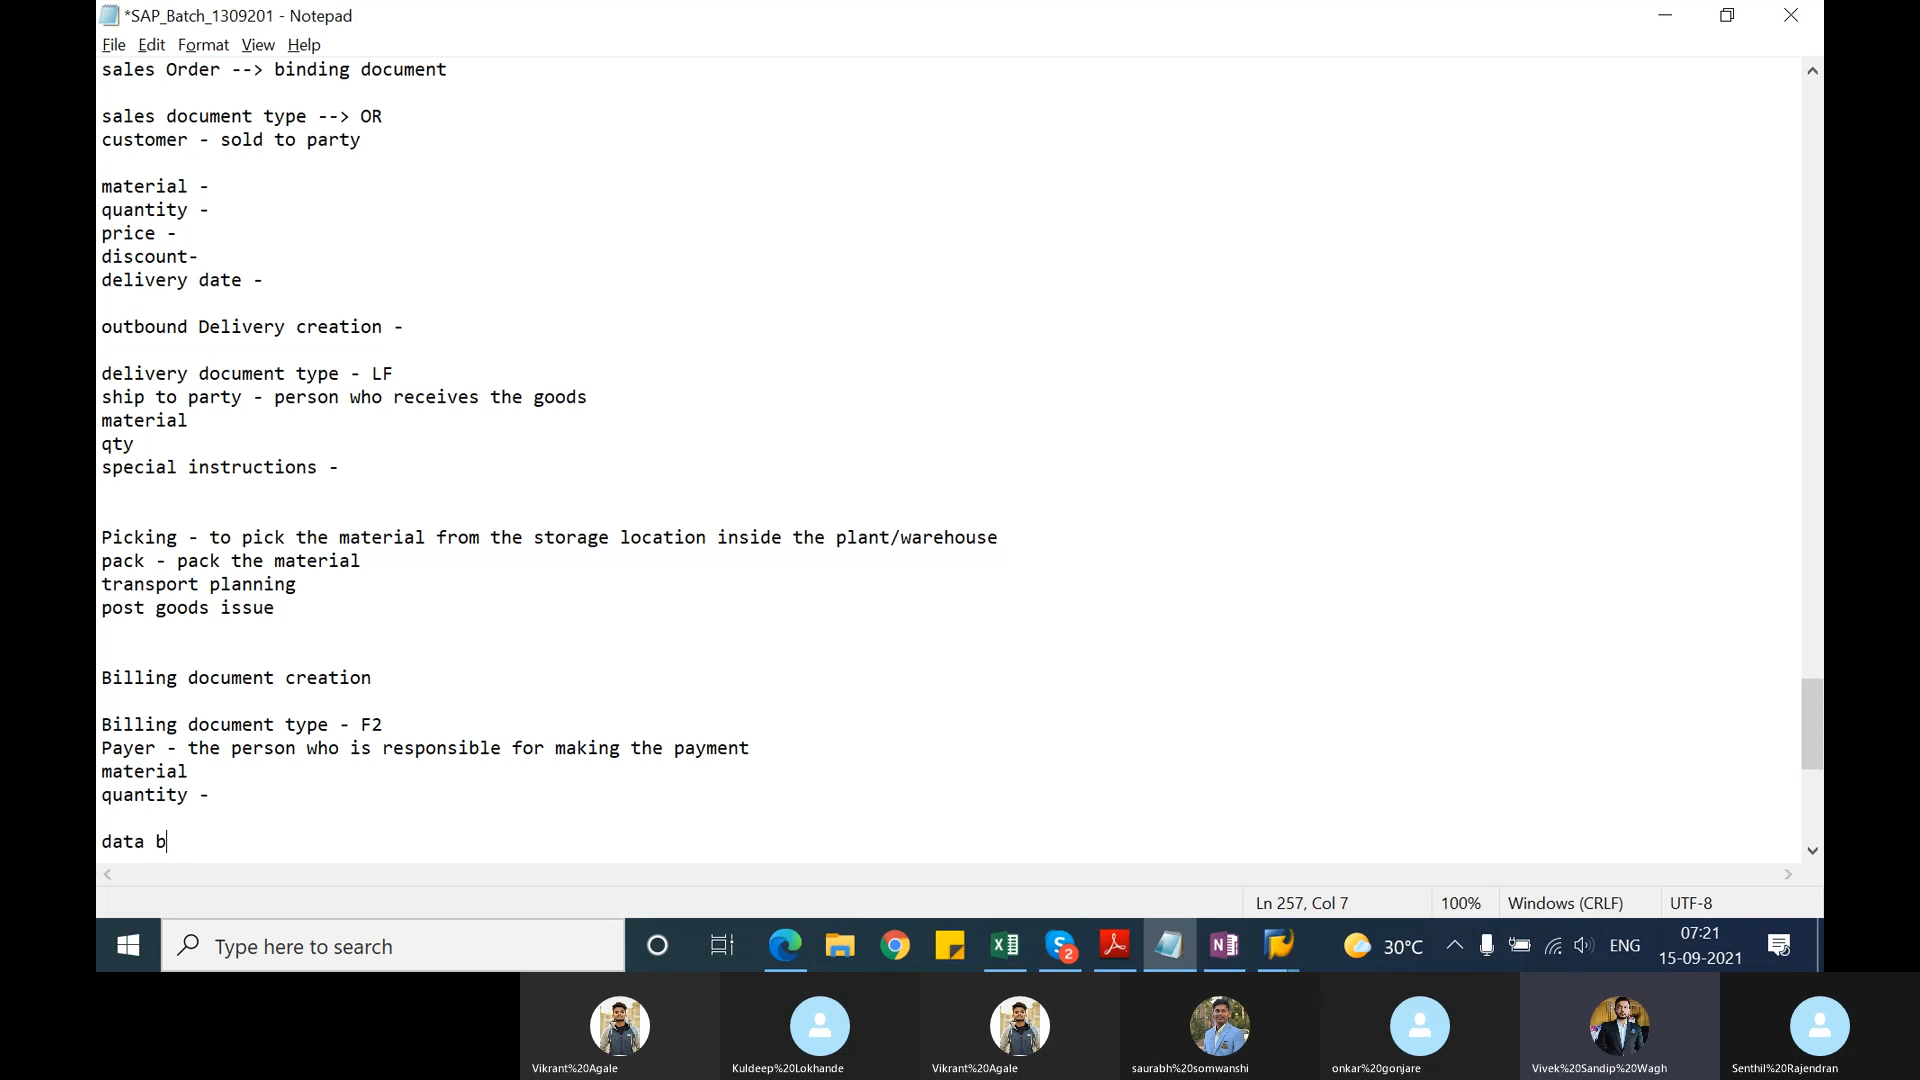 *SAP_Batch_1309201 - Notepad
File Edit Format View Help
sales Order --> binding document
sales document type --> OR
customer - sold to party
material -
quantity -
price -
discount-
delivery date -
outbound Delivery creation -
delivery document type - LF
ship to party - person who receives the goods
material
qty
special instructions -
Picking - to pick the material from the storage location inside the plant/warehouse
pack - pack the material
transport planning
post goods issue
Billing document creation
Billing document type - F2
Payer - the person who is responsible for making the payment
material
quantity -
data b
Ln 257, Col 7 100% Windows (CRLF) UTF-8
Type here to search
2
30°C
ENG
07:21
15-09-2021
Vikrant%20Agale
Kuldeep%20Lokhande
Vikrant%20Agale
saurabh%20somwanshi
onkar%20gonjare
Vivek%20Sandip%20Wagh
Senthil%20Rajendran